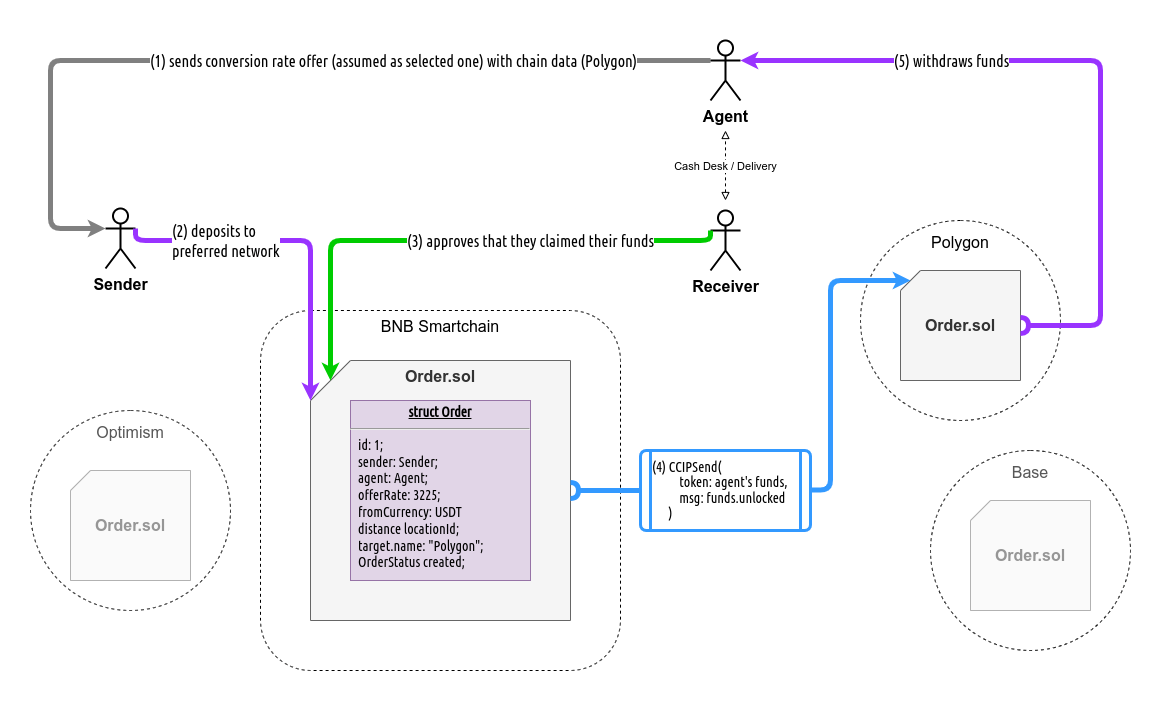 (1) sends conversion rate offer (assumed as selected one) with chain data (Polygon)
(5) withdraws funds
Agent
Cash Desk / Delivery
(2) deposits to
preferred network
(3) approves that they claimed their funds
Sender
Receiver
Polygon
Order.sol
BNB Smartchain
Order.sol
struct Order
id: 1;
sender: Sender;
agent: Agent;
offerRate: 3225;
fromCurrency: USDT
distance locationId;
target.name: "Polygon";
OrderStatus created;
Optimism
Order.sol
(4) CCIPSend(
token: agent's funds,
msg: funds.unlocked
)
Base
Order.sol